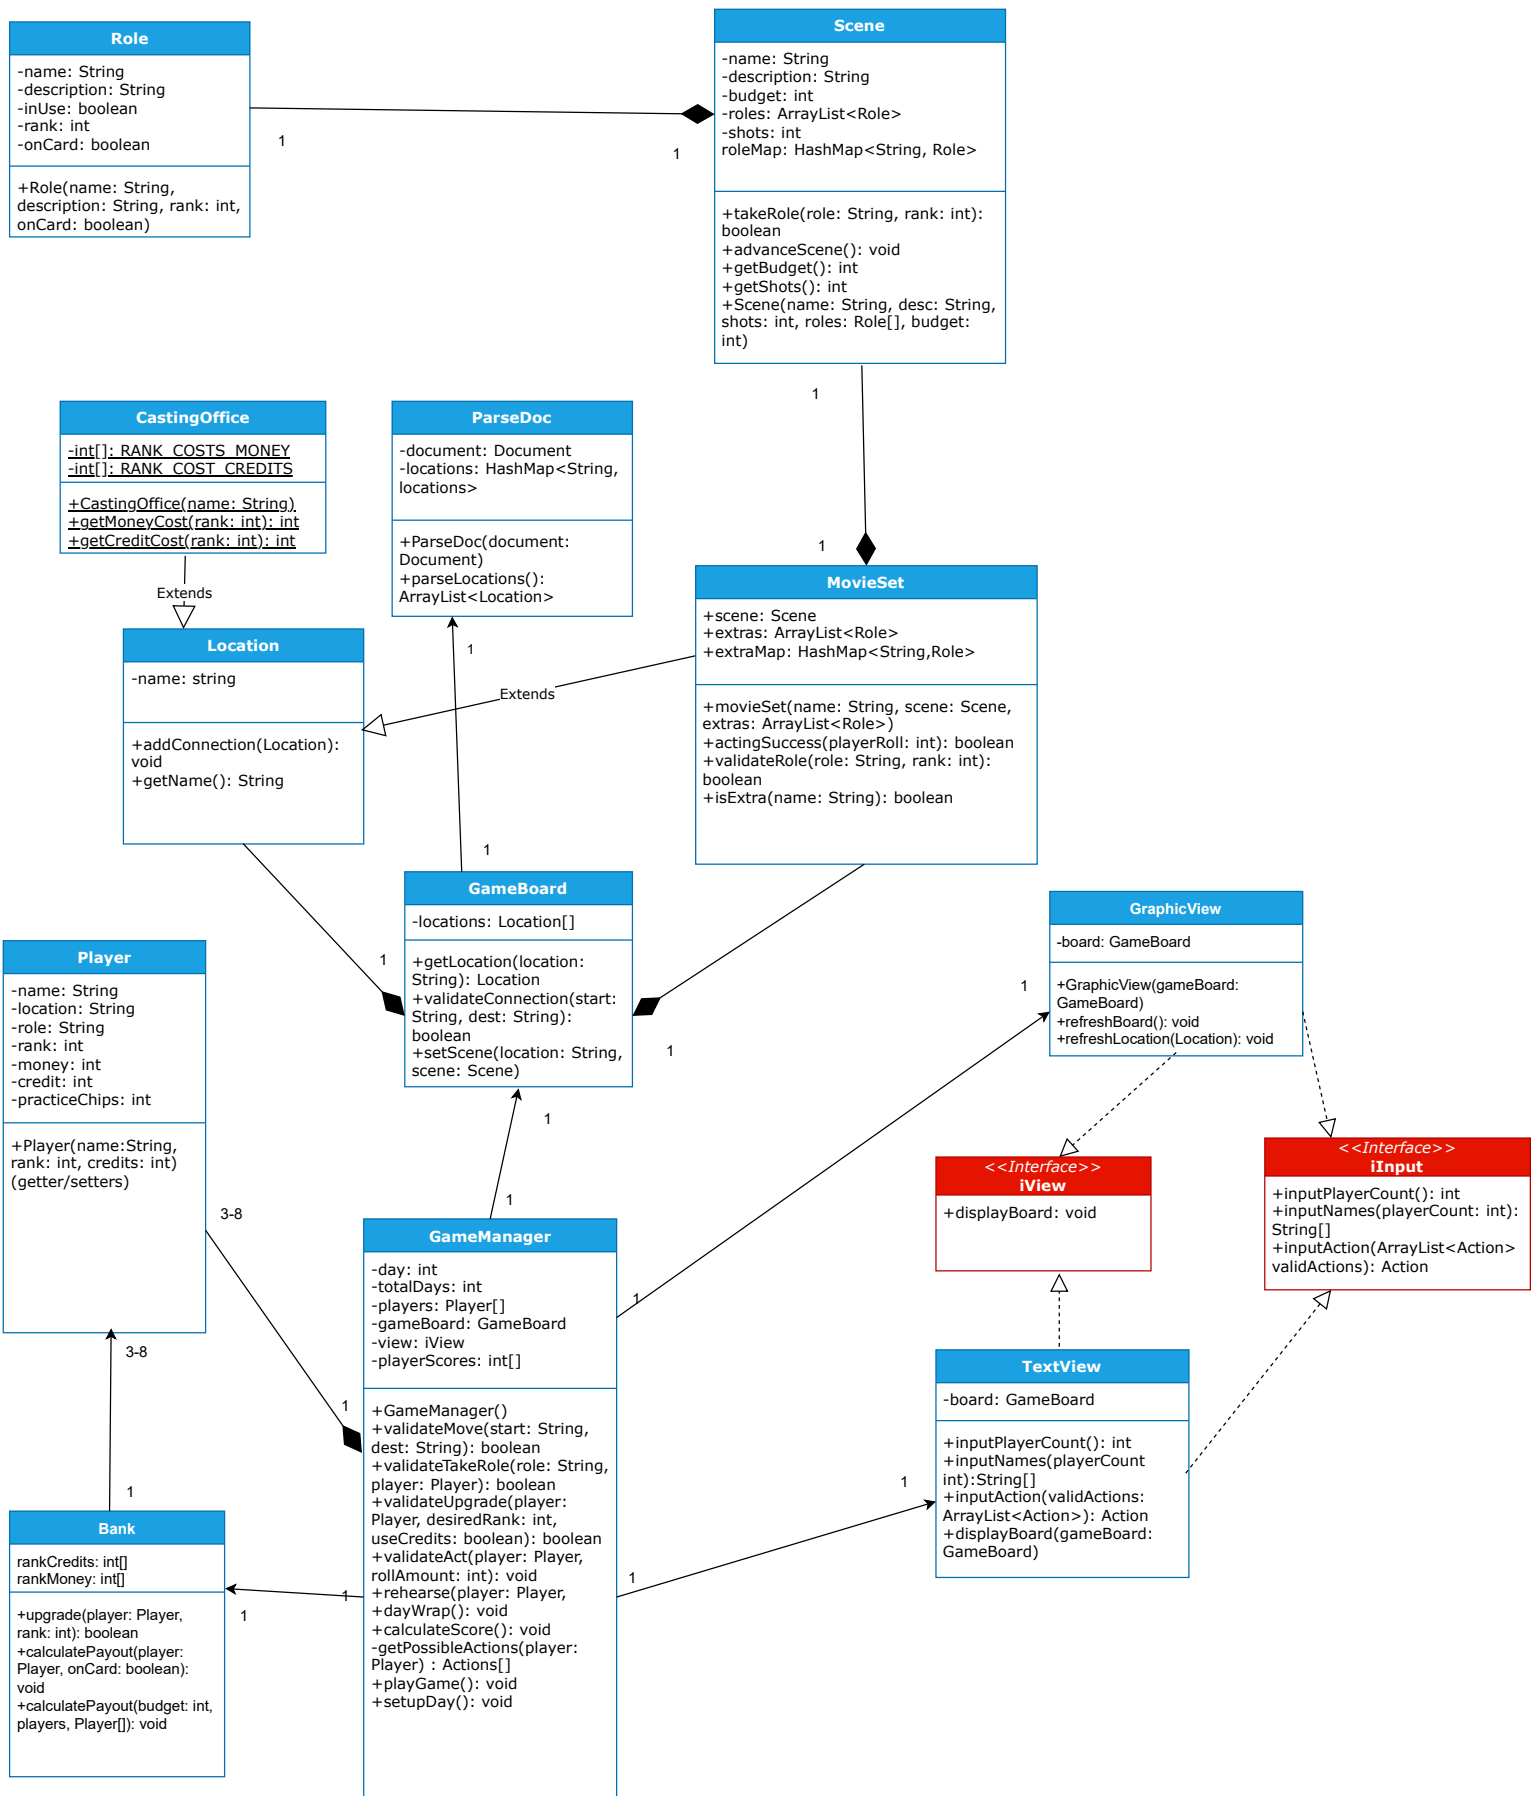 Role
-name: String
-description: String
-inUse: boolean
-rank: int
-onCard: boolean
+Role(name: String,
description: String, rank: int,
onCard: boolean)
1
1
Scene
-name: String
-description: String
-budget: int
-roles: ArrayList<Role>
-shots: int
roleMap: HashMap<String, Role>
+takeRole(role: String, rank: int):
boolean
+advanceScene(): void
+getBudget(): int
+getShots(): int
+Scene(name: String, desc: String,
shots: int, roles: Role[], budget:
int)
1
1
CastingOffice
-int[]: RANK_COSTS_MONEY
-int[]: RANK_COST_CREDITS
+CastingOffice(name: String)
+getMoneyCost(rank: int): int
+getCreditCost(rank: int): int
Extends
ParseDoc
-document: Document
-locations: HashMap<String,
locations>
+ParseDoc(document:
Document)
+parseLocations():
ArrayList<Location>
1
1
MovieSet
+scene: Scene
+extras: ArrayList<Role>
+extraMap: HashMap<String,Role>
+movieSet(name: String, scene: Scene,
extras: ArrayList<Role>)
+actingSuccess(playerRoll: int): boolean
+validateRole(role: String, rank: int):
boolean
+isExtra(name: String): boolean
Extends
Location
-name: string
+addConnection(Location):
void
+getName(): String
1
1
GameBoard
-locations: Location[]
+getLocation(location:
String): Location
+validateConnection(start:
String, dest: String):
boolean
+setScene(location: String,
scene: Scene)
1
1
Player
-name: String
-location: String
-role: String
-rank: int
-money: int
-credit: int
-practiceChips: int
+Player(name:String,
rank: int, credits: int)
(getter/setters)
3-8
1
3-8
1
GraphicView
-board: GameBoard
+GraphicView(gameBoard:
GameBoard)
+refreshBoard(): void
+refreshLocation(Location): void
1
1
<<Interface>>
iView
+displayBoard: void
<<Interface>>
iInput
+inputPlayerCount(): int
+inputNames(playerCount: int):
String[]
+inputAction(ArrayList<Action>
validActions): Action
GameManager
-day: int
-totalDays: int
-players: Player[]
-gameBoard: GameBoard
-view: iView
-playerScores: int[]
+GameManager()
+validateMove(start: String,
dest: String): boolean
+validateTakeRole(role: String,
player: Player): boolean
+validateUpgrade(player:
Player, desiredRank: int,
useCredits: boolean): boolean
+validateAct(player: Player,
rollAmount: int): void
+rehearse(player: Player,
+dayWrap(): void
+calculateScore(): void
-getPossibleActions(player:
Player) : Actions[]
+playGame(): void
+setupDay(): void
1
1
TextView
-board: GameBoard
+inputPlayerCount(): int
+inputNames(playerCount
int):String[]
+inputAction(validActions:
ArrayList<Action>): Action
+displayBoard(gameBoard:
GameBoard)
Bank
rankCredits: int[]
rankMoney: int[]
+upgrade(player: Player,
rank: int): boolean
+calculatePayout(player:
Player, onCard: boolean):
void
+calculatePayout(budget: int,
players, Player[]): void
1
1